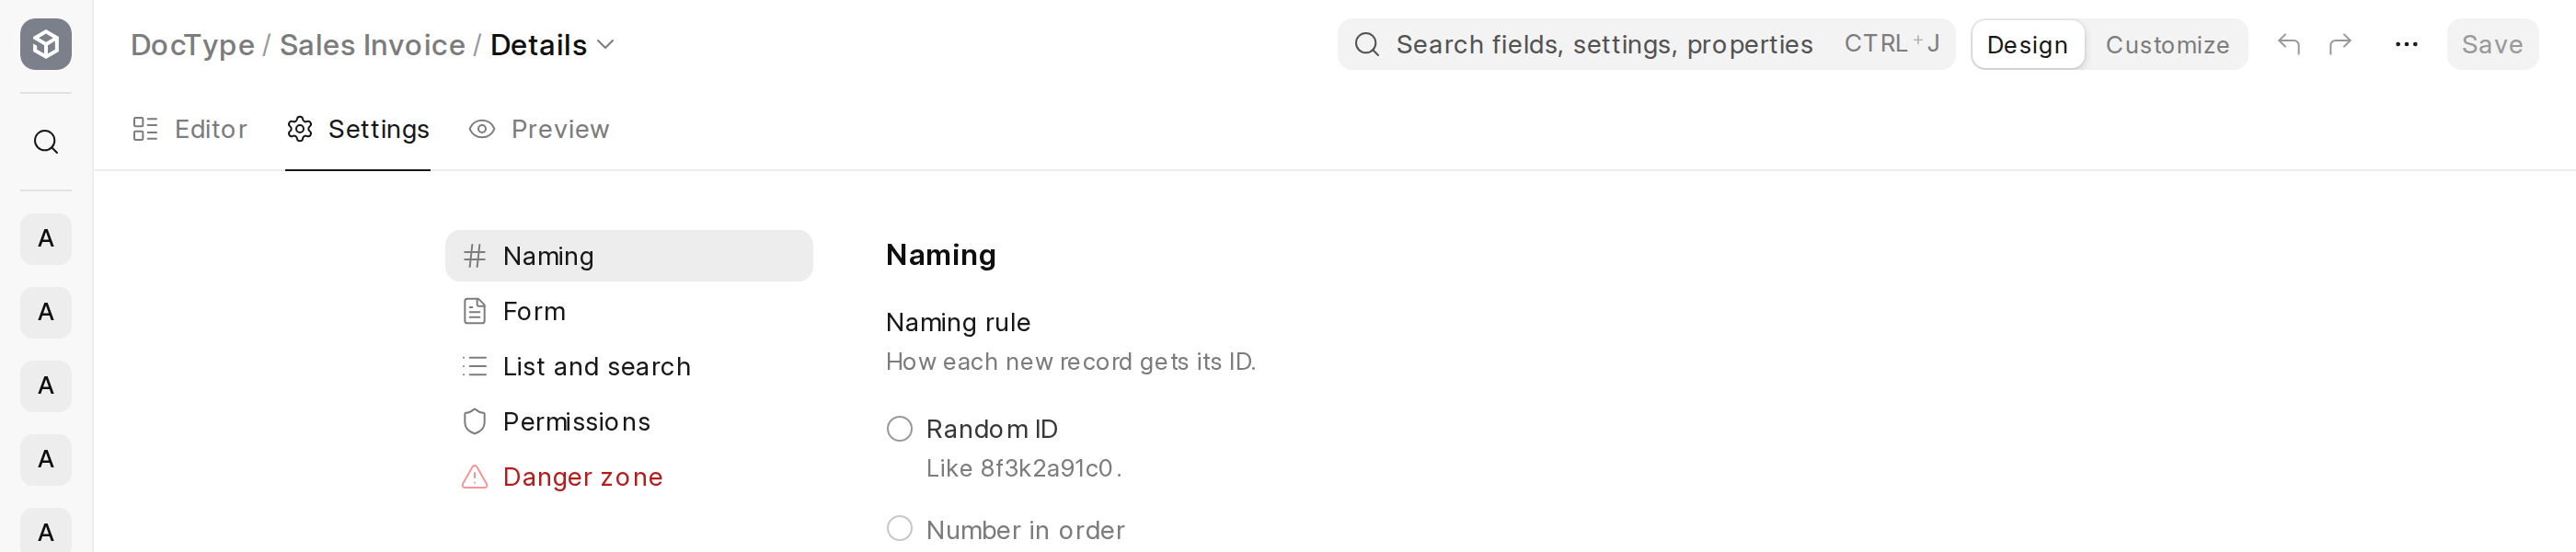 DocType / Sales Invoice / Details
Search fields, settings, properties CTRL+J
Design Customize
Save
Editor Settings Preview
A
A
A
A
A
Naming
Form
List and search
Permissions
Danger zone
Naming
Naming rule
How each new record gets its ID.
Random ID
Like 8f3k2a91c0.
Number in order